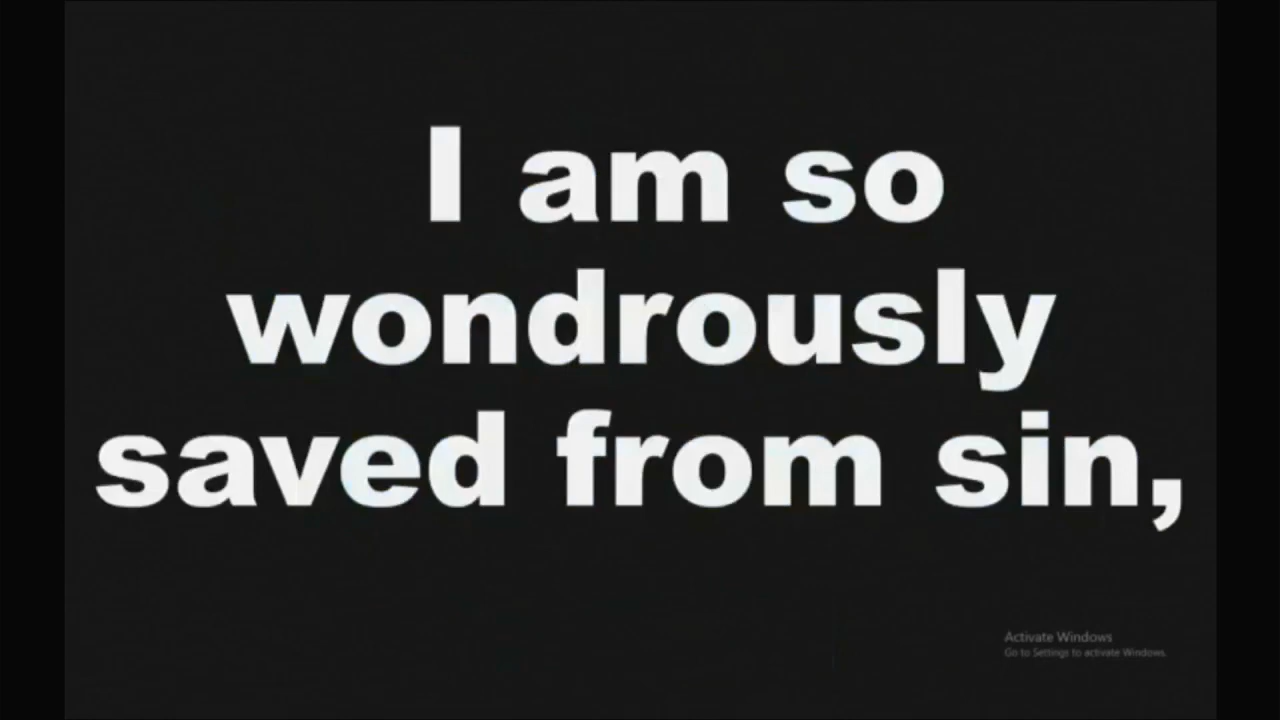 I am so
wondrously
saved from sin,
Activate Windows
Go to Settings to activate Windows.